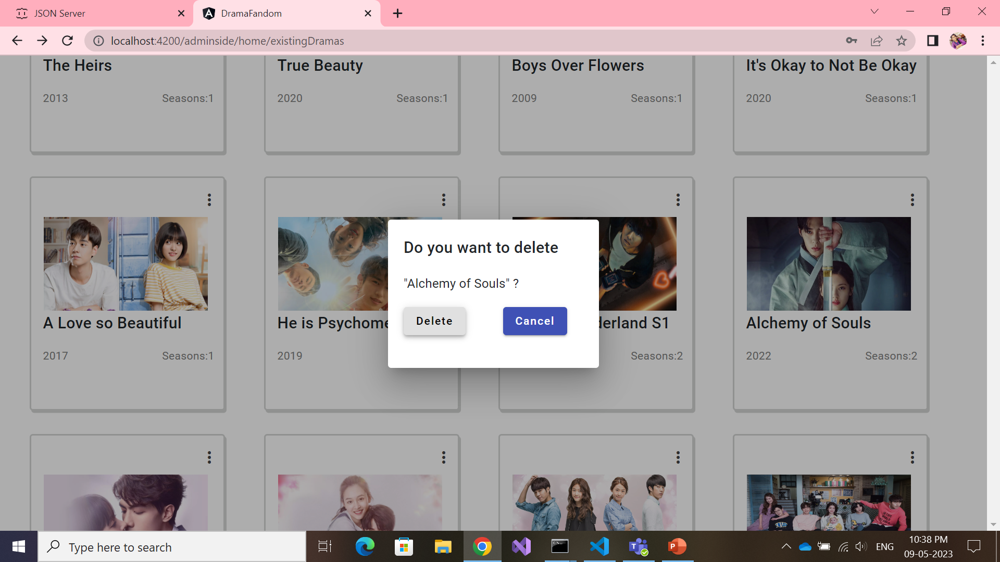 JSON Server
DramaFandom
localhost:4200/adminside/home/existingDramas
The Heirs
True Beauty
Boys Over Flowers
It's Okay to Not Be Okay
2013
Seasons:1
2020
Seasons:1
2009
Seasons:1
2020
Seasons:1
Do you want to delete
"Alchemy of Souls" ?
Delete
Cancel
A Love so Beautiful
He is Psychome
derland S1
Alchemy of Souls
2017
Seasons:1
2019
Seasons:2
2022
Seasons:2
Type here to search
ENG
10:38 PM
09-05-2023